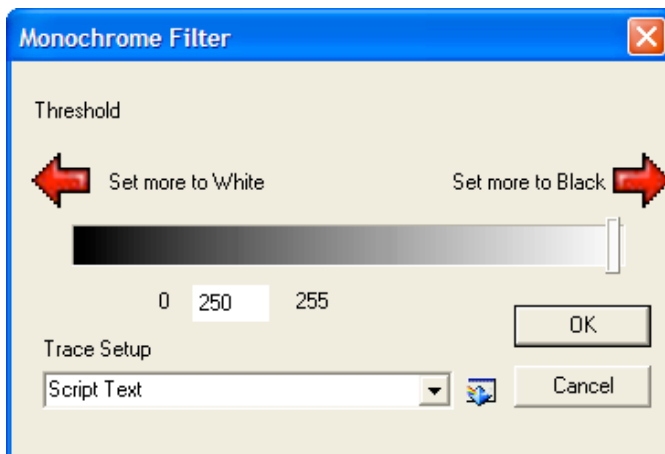 Monochrome Filter
Threshold
Set more to White Set more to Black
0 250 255
OK
Trace Setup
Script Text
Cancel